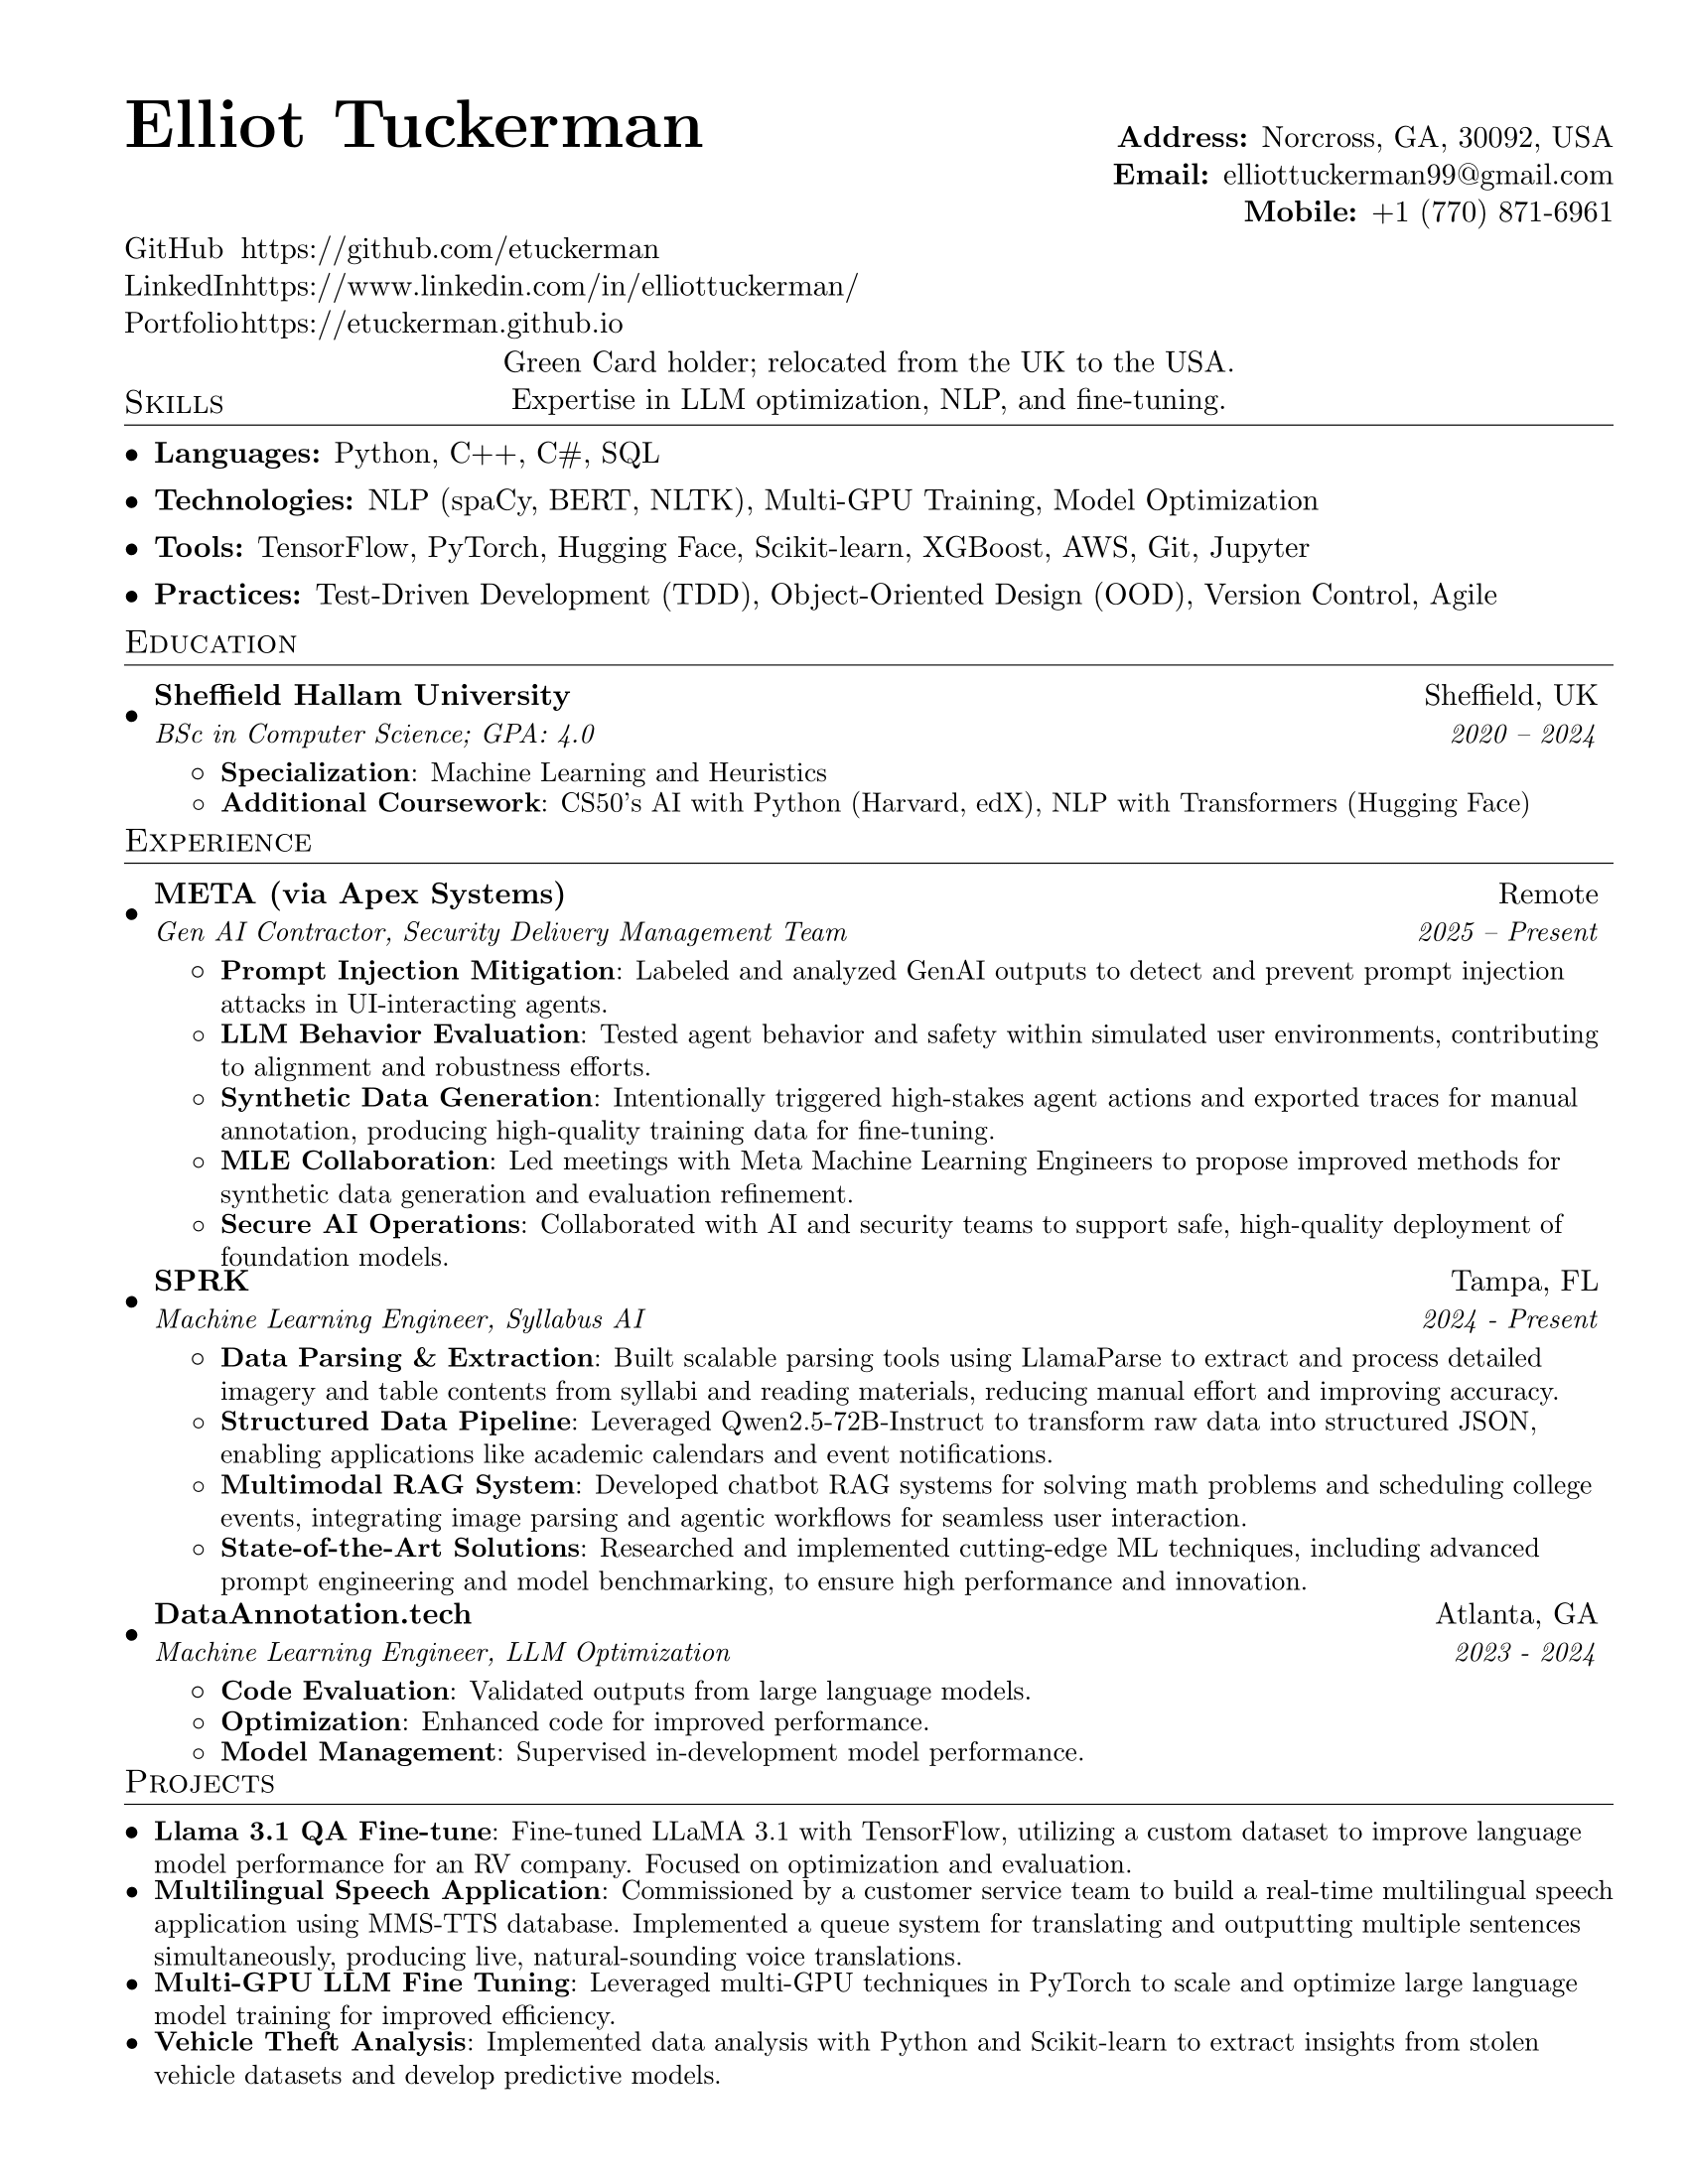 Elliot Tuckerman
Address: Norcross, GA, 30092, USA
Email: elliottuckerman99@gmail.com
Mobile: +1 (770) 871-6961
GitHub https://github.com/etuckerman
LinkedInhttps://www.linkedin.com/in/elliottuckerman/
Portfoliohttps://etuckerman.github.io
Green Card holder; relocated from the UK to the USA.
Expertise in LLM optimization, NLP, and fine-tuning.
Skills
• Languages: Python, C++, C#, SQL
• Technologies: NLP (spaCy, BERT, NLTK), Multi-GPU Training, Model Optimization
• Tools: TensorFlow, PyTorch, Hugging Face, Scikit-learn, XGBoost, AWS, Git, Jupyter
• Practices: Test-Driven Development (TDD), Object-Oriented Design (OOD), Version Control, Agile
Education
• Sheffield Hallam University Sheffield, UK
BSc in Computer Science; GPA: 4.0 2020 – 2024
◦ Specialization: Machine Learning and Heuristics
◦ Additional Coursework: CS50's AI with Python (Harvard, edX), NLP with Transformers (Hugging Face)
Experience
• META (via Apex Systems) Remote
Gen AI Contractor, Security Delivery Management Team 2025 – Present
◦ Prompt Injection Mitigation: Labeled and analyzed GenAI outputs to detect and prevent prompt injection
attacks in UI-interacting agents.
◦ LLM Behavior Evaluation: Tested agent behavior and safety within simulated user environments, contributing
to alignment and robustness efforts.
◦ Synthetic Data Generation: Intentionally triggered high-stakes agent actions and exported traces for manual
annotation, producing high-quality training data for fine-tuning.
◦ MLE Collaboration: Led meetings with Meta Machine Learning Engineers to propose improved methods for
synthetic data generation and evaluation refinement.
◦ Secure AI Operations: Collaborated with AI and security teams to support safe, high-quality deployment of
foundation models.
• SPRK Tampa, FL
Machine Learning Engineer, Syllabus AI 2024 - Present
◦ Data Parsing & Extraction: Built scalable parsing tools using LlamaParse to extract and process detailed
imagery and table contents from syllabi and reading materials, reducing manual effort and improving accuracy.
◦ Structured Data Pipeline: Leveraged Qwen2.5-72B-Instruct to transform raw data into structured JSON,
enabling applications like academic calendars and event notifications.
◦ Multimodal RAG System: Developed chatbot RAG systems for solving math problems and scheduling college
events, integrating image parsing and agentic workflows for seamless user interaction.
◦ State-of-the-Art Solutions: Researched and implemented cutting-edge ML techniques, including advanced
prompt engineering and model benchmarking, to ensure high performance and innovation.
• DataAnnotation.tech Atlanta, GA
Machine Learning Engineer, LLM Optimization 2023 - 2024
◦ Code Evaluation: Validated outputs from large language models.
◦ Optimization: Enhanced code for improved performance.
◦ Model Management: Supervised in-development model performance.
Projects
• Llama 3.1 QA Fine-tune: Fine-tuned LLaMA 3.1 with TensorFlow, utilizing a custom dataset to improve language
model performance for an RV company. Focused on optimization and evaluation.
• Multilingual Speech Application: Commissioned by a customer service team to build a real-time multilingual speech
application using MMS-TTS database. Implemented a queue system for translating and outputting multiple sentences
simultaneously, producing live, natural-sounding voice translations.
• Multi-GPU LLM Fine Tuning: Leveraged multi-GPU techniques in PyTorch to scale and optimize large language
model training for improved efficiency.
• Vehicle Theft Analysis: Implemented data analysis with Python and Scikit-learn to extract insights from stolen
vehicle datasets and develop predictive models.